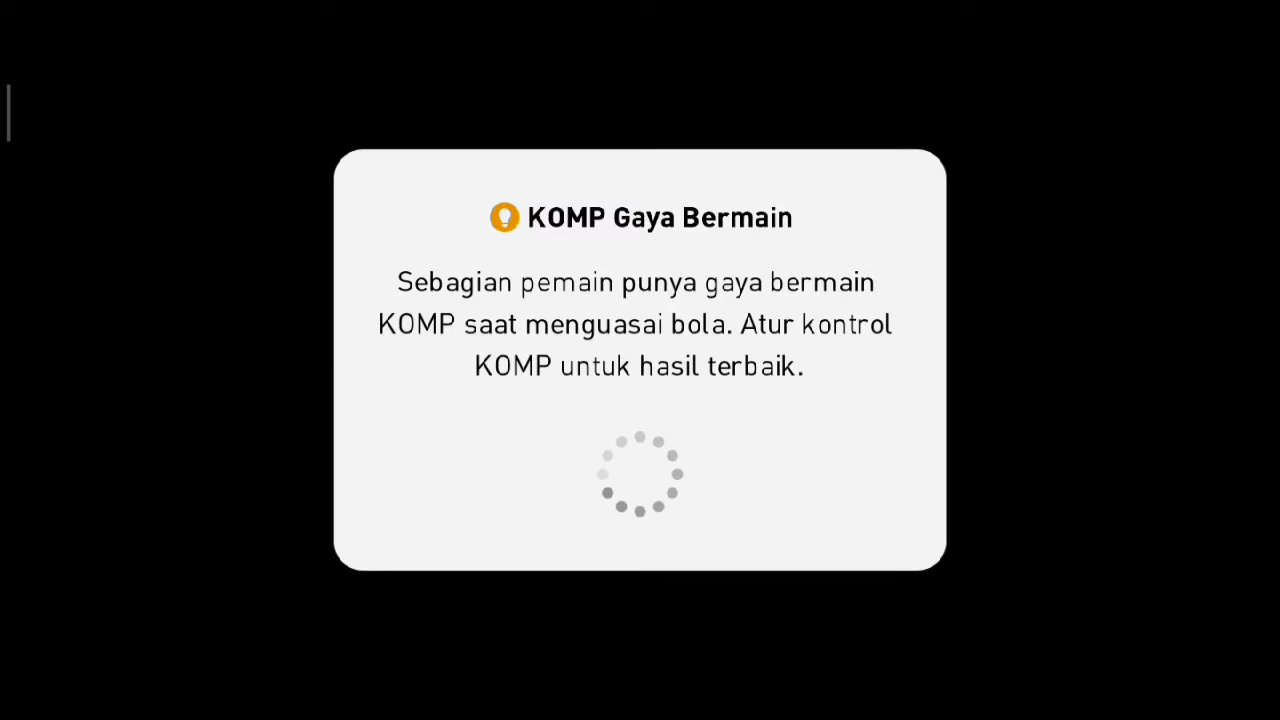 KOMP Gaya Bermain
Sebagian pemain punya gaya bermain
KOMP saat menguasai bola. Atur kontrol
KOMP untuk hasil terbaik.